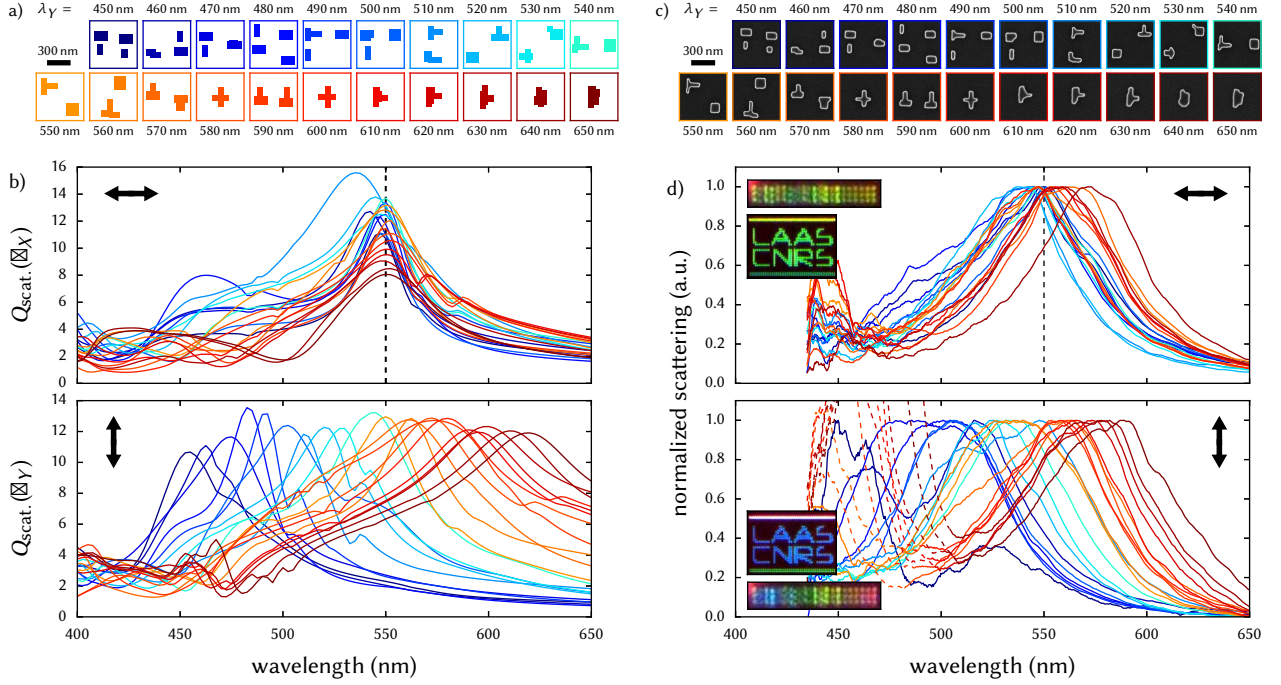 a)
λY =
450 nm 460 nm 470 nm 480 nm 490 nm 500 nm 510 nm 520 nm 530 nm 540 nm
300 nm
550 nm 560 nm 570 nm 580 nm 590 nm 600 nm 610 nm 620 nm 630 nm 640 nm 650 nm
c)
λY =
450 nm 460 nm 470 nm 480 nm 490 nm 500 nm 510 nm 520 nm 530 nm 540 nm
300 nm
550 nm 560 nm 570 nm 580 nm 590 nm 600 nm 610 nm 620 nm 630 nm 640 nm 650 nm
b)
Qscat.(□X)
16
14
12
10
8
6
4
2
0
Qscat.(□Y)
14
12
10
8
6
4
2
0
400 450 500 550 600 650
wavelength (nm)
d)
normalized scattering (a.u.)
1.0
0.8
0.6
0.4
0.2
0.0
400 450 500 550 600 650
LAAS
CNRS
1.0
0.8
0.6
0.4
0.2
0.0
LAAS
CNRS
400 450 500 550 600 650
wavelength (nm)